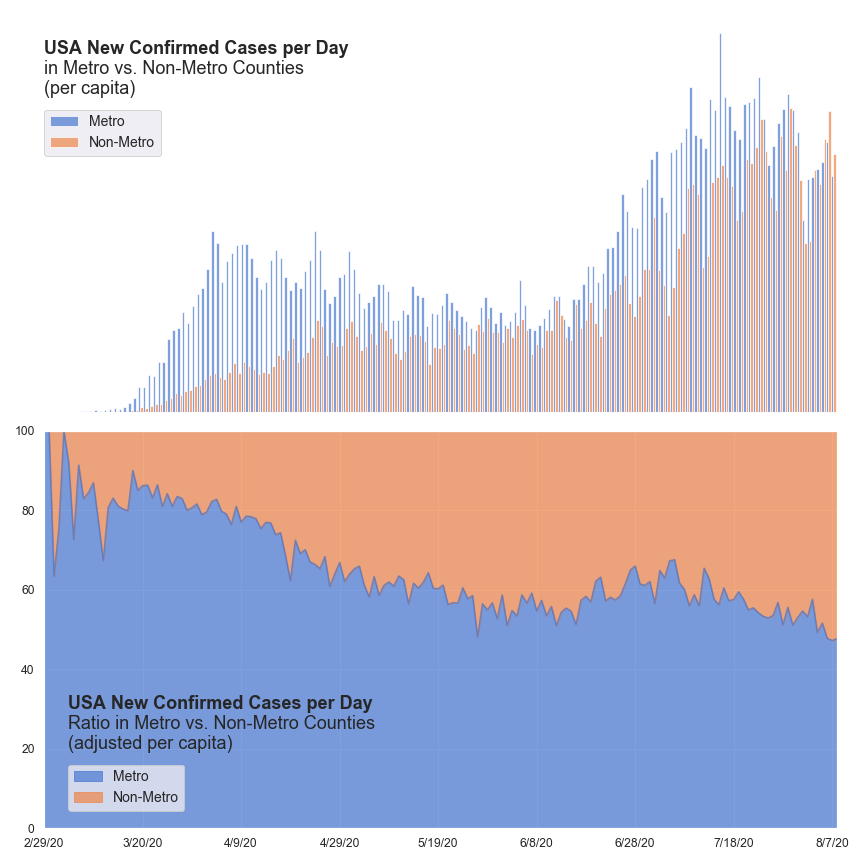 USA New Confirmed Cases per Day
in Metro vs. Non-Metro Counties
(per capita)
Metro
Non-Metro
100
80
60
40
20
0
USA New Confirmed Cases per Day
Ratio in Metro vs. Non-Metro Counties
(adjusted per capita)
Metro
Non-Metro
2/29/20 3/20/20 4/9/20 4/29/20 5/19/20 6/8/20 6/28/20 7/18/20 8/7/20